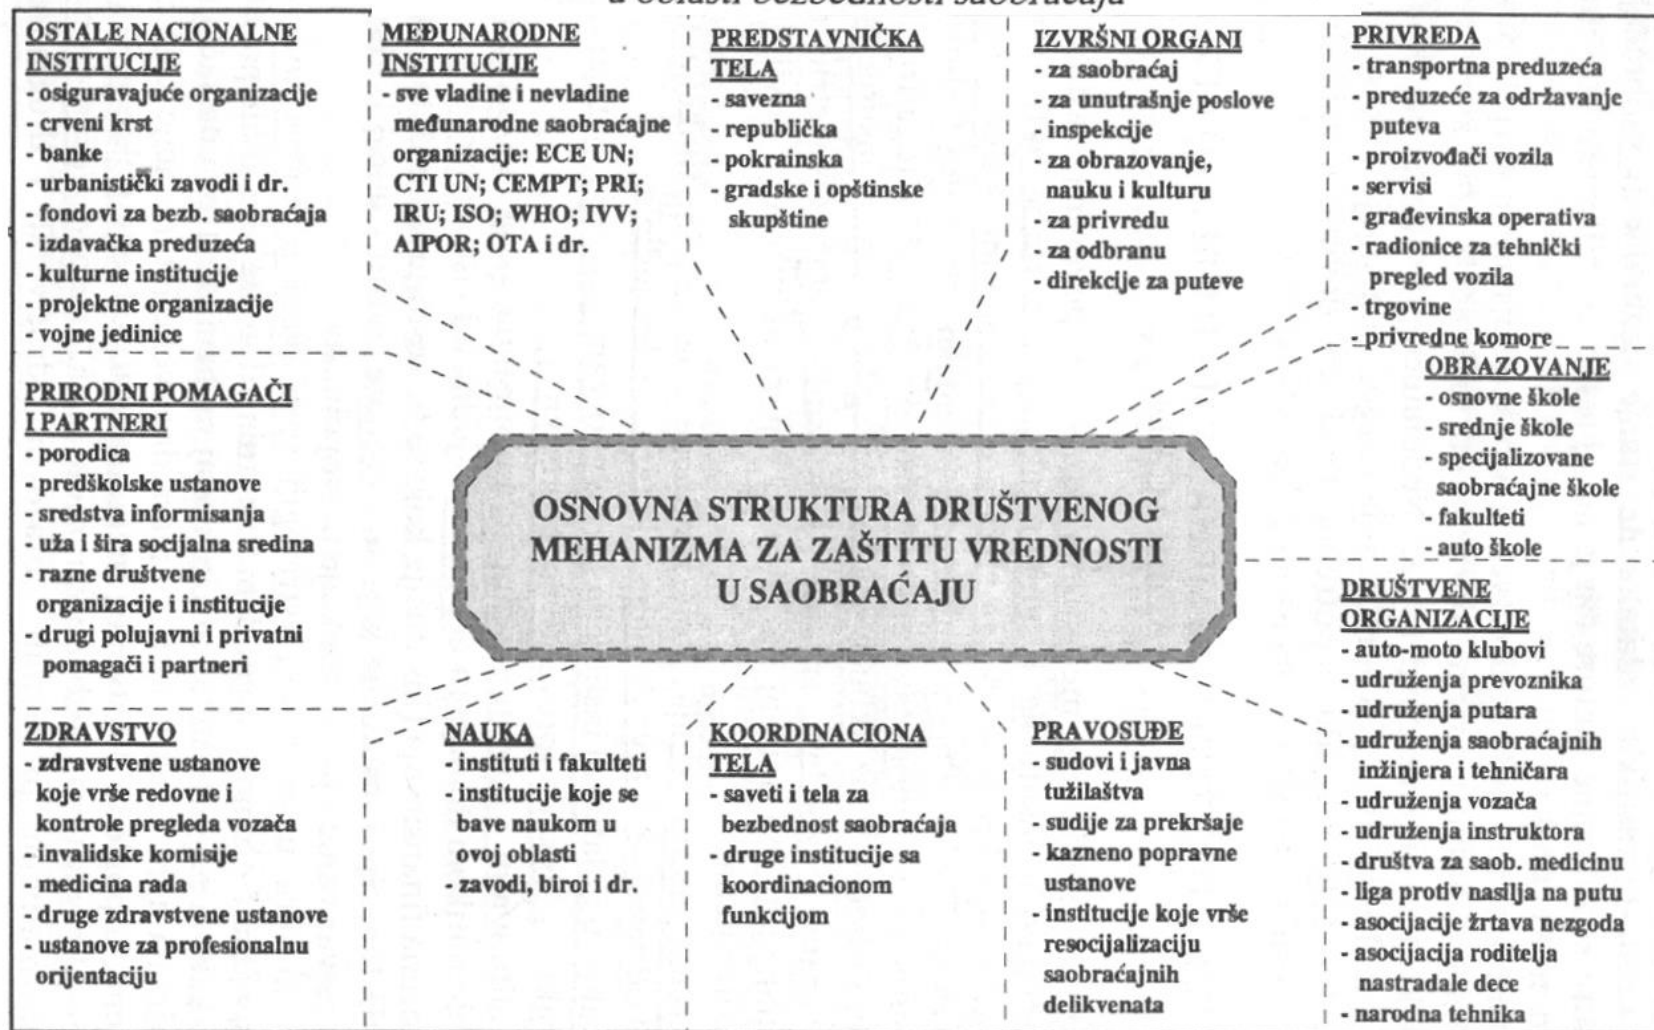 u oblasti bezbednosti saobraćaja
OSTALE NACIONALNE
INSTITUCIJE
- osiguravajuće organizacije
- crveni krst
- banke
- urbanistički zavodi i dr.
- fondovi za bezb. saobraćaja
- izdavačka preduzeća
- kulturne institucije
- projektne organizacije
- vojne jedinice
MEĐUNARODNE
INSTITUCIJE
- sve vladine i nevladine
međunarodne saobraćajne
organizacije: ECE UN;
CTI UN; CEMPT; PRI;
IRU; ISO; WHO; IVV;
AIPOR; OTA i dr.
PREDSTAVNIČKA
TELA
- savezna
- republička
- pokrainska
- gradske i opštinske
skupštine
IZVRŠNI ORGANI
- za saobraćaj
- za unutrašnje poslove
- inspekcije
- za obrazovanje,
nauku i kulturu
- za privredu
- za odbranu
- direkcije za puteve
PRIVREDA
- transportna preduzeća
- preduzeće za održavanje
puteva
- proizvođači vozila
- servisi
- građevinska operativa
- radionice za tehnički
pregled vozila
- trgovine
- privredne komore
PRIRODNI POMAGAČI
I PARTNERI
- porodica
- predškolske ustanove
- sredstva informisanja
- uža i šira socijalna sredina
- razne društvene
organizacije i institucije
- drugi polujavni i privatni
pomagači i partneri
OSNOVNA STRUKTURA DRUŠTVENOG
MEHANIZMA ZA ZAŠTITU VREDNOSTI
U SAOBRAĆAJU
OBRAZOVANJE
- osnovne škole
- srednje škole
- specijalizovane
saobraćajne škole
- fakulteti
- auto škole
ZDRAVSTVO
- zdravstvene ustanove
koje vrše redovne i
kontrole pregleda vozača
- invalidske komisije
- medicina rada
- druge zdravstvene ustanove
- ustanove za profesionalnu
orijentaciju
NAUKA
- instituti i fakulteti
- institucije koje se
bave naukom u
ovoj oblasti
- zavodi, biroi i dr.
KOORDINACIONA
TELA
- saveti i tela za
bezbednost saobraćaja
- druge institucije sa
koordinacionom
funkcijom
PRAVOSUĐE
- sudovi i javna
tužilaštva
- sudije za prekršaje
- kazneno popravne
ustanove
- institucije koje vrše
resocijalizaciju
saobraćajnih
delikvenata
DRUŠTVENE
ORGANIZACIJE
- auto-moto klubovi
- udruženja prevoznika
- udruženja putara
- udruženja saobraćajnih
inžinjera i tehničara
- udruženja vozača
- udruženja instruktora
- društva za saob. medicinu
- liga protiv nasilja na putu
- asocijacije žrtava nezgoda
- asocijacija roditelja
nastradale dece
- narodna tehnika